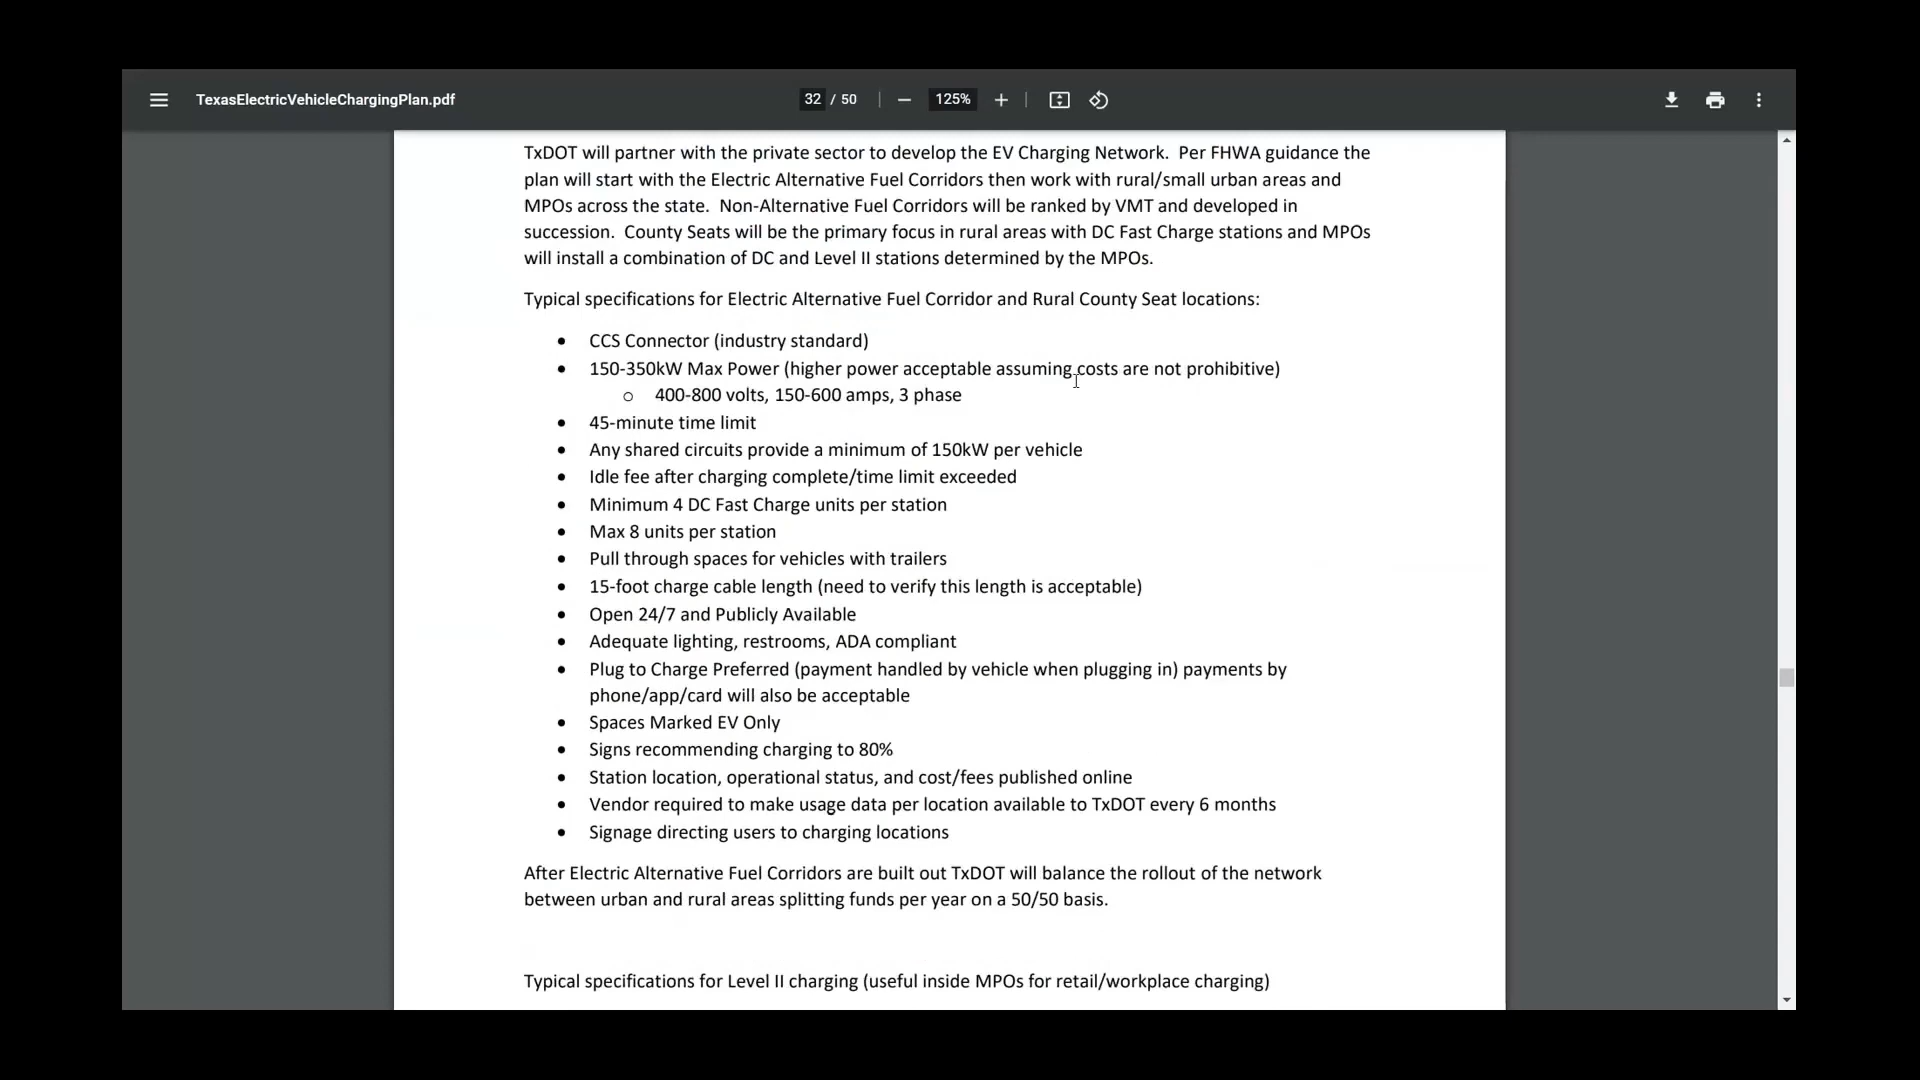 TexasElectricVehicleChargingPlan.pdf
32 / 50
125%
TxDOT will partner with the private sector to develop the EV Charging Network.  Per FHWA guidance the
plan will start with the Electric Alternative Fuel Corridors then work with rural/small urban areas and
MPOs across the state.  Non-Alternative Fuel Corridors will be ranked by VMT and developed in
succession.  County Seats will be the primary focus in rural areas with DC Fast Charge stations and MPOs
will install a combination of DC and Level II stations determined by the MPOs.
Typical specifications for Electric Alternative Fuel Corridor and Rural County Seat locations:
• CCS Connector (industry standard)
• 150-350kW Max Power (higher power acceptable assuming costs are not prohibitive)
o 400-800 volts, 150-600 amps, 3 phase
• 45-minute time limit
• Any shared circuits provide a minimum of 150kW per vehicle
• Idle fee after charging complete/time limit exceeded
• Minimum 4 DC Fast Charge units per station
• Max 8 units per station
• Pull through spaces for vehicles with trailers
• 15-foot charge cable length (need to verify this length is acceptable)
• Open 24/7 and Publicly Available
• Adequate lighting, restrooms, ADA compliant
• Plug to Charge Preferred (payment handled by vehicle when plugging in) payments by
phone/app/card will also be acceptable
• Spaces Marked EV Only
• Signs recommending charging to 80%
• Station location, operational status, and cost/fees published online
• Vendor required to make usage data per location available to TxDOT every 6 months
• Signage directing users to charging locations
After Electric Alternative Fuel Corridors are built out TxDOT will balance the rollout of the network
between urban and rural areas splitting funds per year on a 50/50 basis.
Typical specifications for Level II charging (useful inside MPOs for retail/workplace charging)